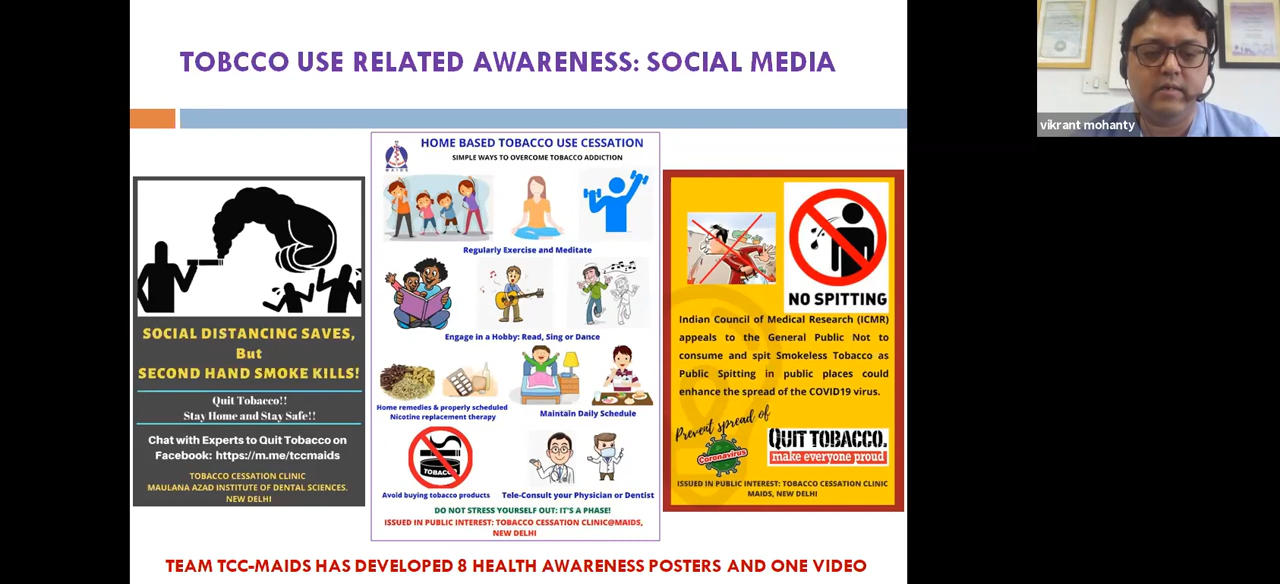 TOBCCO USE RELATED AWARENESS: SOCIAL MEDIA
vikrant mohanty
SOCIAL DISTANCING SAVES,
But
SECOND HAND SMOKE KILLS!
Quit Tobacco!!
Stay Home and Stay Safe!!
Chat with Experts to Quit Tobacco on
Facebook: https://m.me/tccmaids
TOBACCO CESSATION CLINIC
MAULANA AZAD INSTITUTE OF DENTAL SCIENCES.
NEW DELHI
HOME BASED TOBACCO USE CESSATION
SIMPLE WAYS TO OVERCOME TOBACCO ADDICTION
MAIDS
Regularly Exercise and Meditate
Engage in a Hobby: Read, Sing or Dance
Home remedies & properly scheduled
Nicotine replacement therapy
Maintain Daily Schedule
TOBACCO
Avoid buying tobacco products
Tele-Consult your Physician or Dentist
DO NOT STRESS YOURSELF OUT: IT'S A PHASE!
ISSUED IN PUBLIC INTEREST: TOBACCO CESSATION CLINIC@MAIDS,
NEW DELHI
NO SPITTING
Indian Council of Medical Research (ICMR)
appeals to the General Public Not to
consume and spit Smokeless Tobacco as
Public Spitting in public places could
enhance the spread of the COVID19 virus.
Prevent spread of
Coronavirus
QUIT TOBACCO.
make everyone proud
ISSUED IN PUBLIC INTEREST: TOBACCO CESSATION CLINIC
MAIDS, NEW DELHI
TEAM TCC-MAIDS HAS DEVELOPED 8 HEALTH AWARENESS POSTERS AND ONE VIDEO